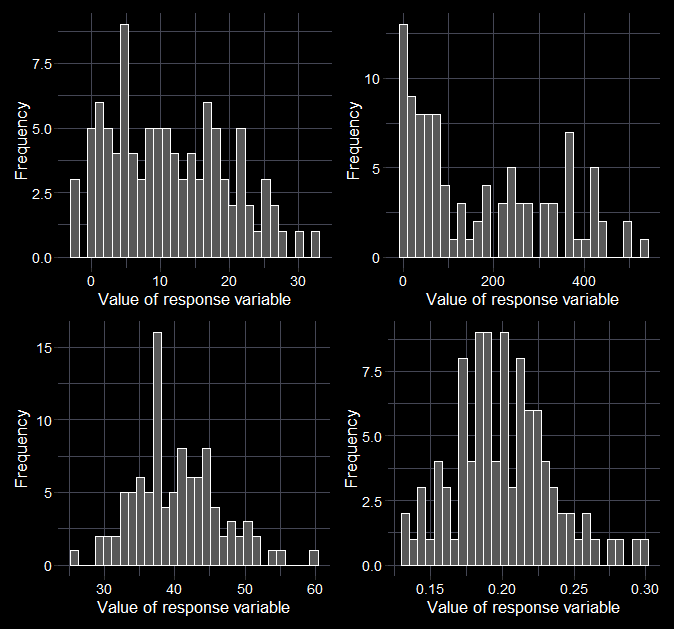 Frequency
7.5
5.0
2.5
0.0
0 10 20 30
Value of response variable
Frequency
10
5
0
0 200 400
Value of response variable
Frequency
15
10
5
0
30 40 50 60
Value of response variable
Frequency
7.5
5.0
2.5
0.0
0.15 0.20 0.25 0.30
Value of response variable